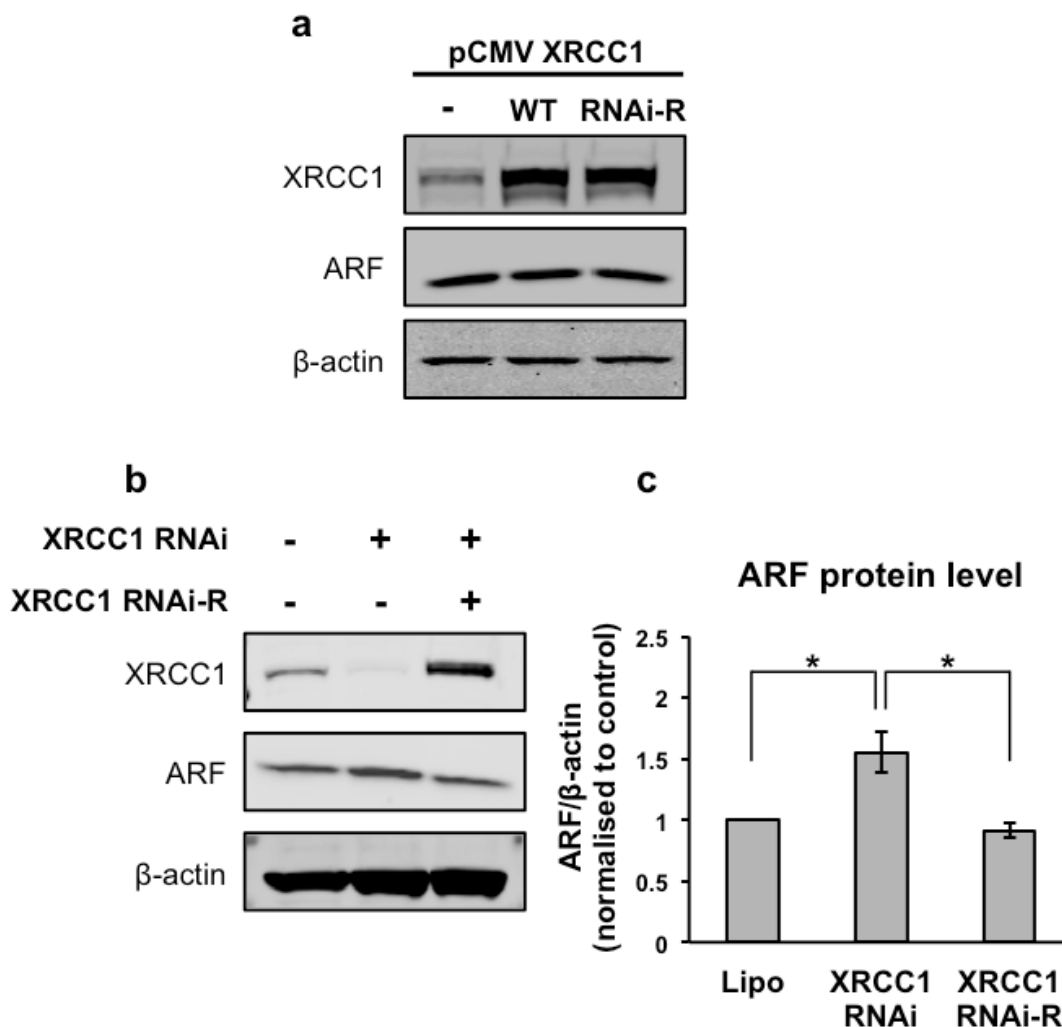 a
pCMV XRCC1
- WT RNAi-R
XRCC1
ARF
β-actin
b
XRCC1 RNAi - + +
XRCC1 RNAi-R - - +
XRCC1
ARF
β-actin
c
ARF protein level
ARF/β-actin
(normalised to control)
2.5
2
1.5
1
0.5
0
* *
Lipo XRCC1 RNAi XRCC1 RNAi-R